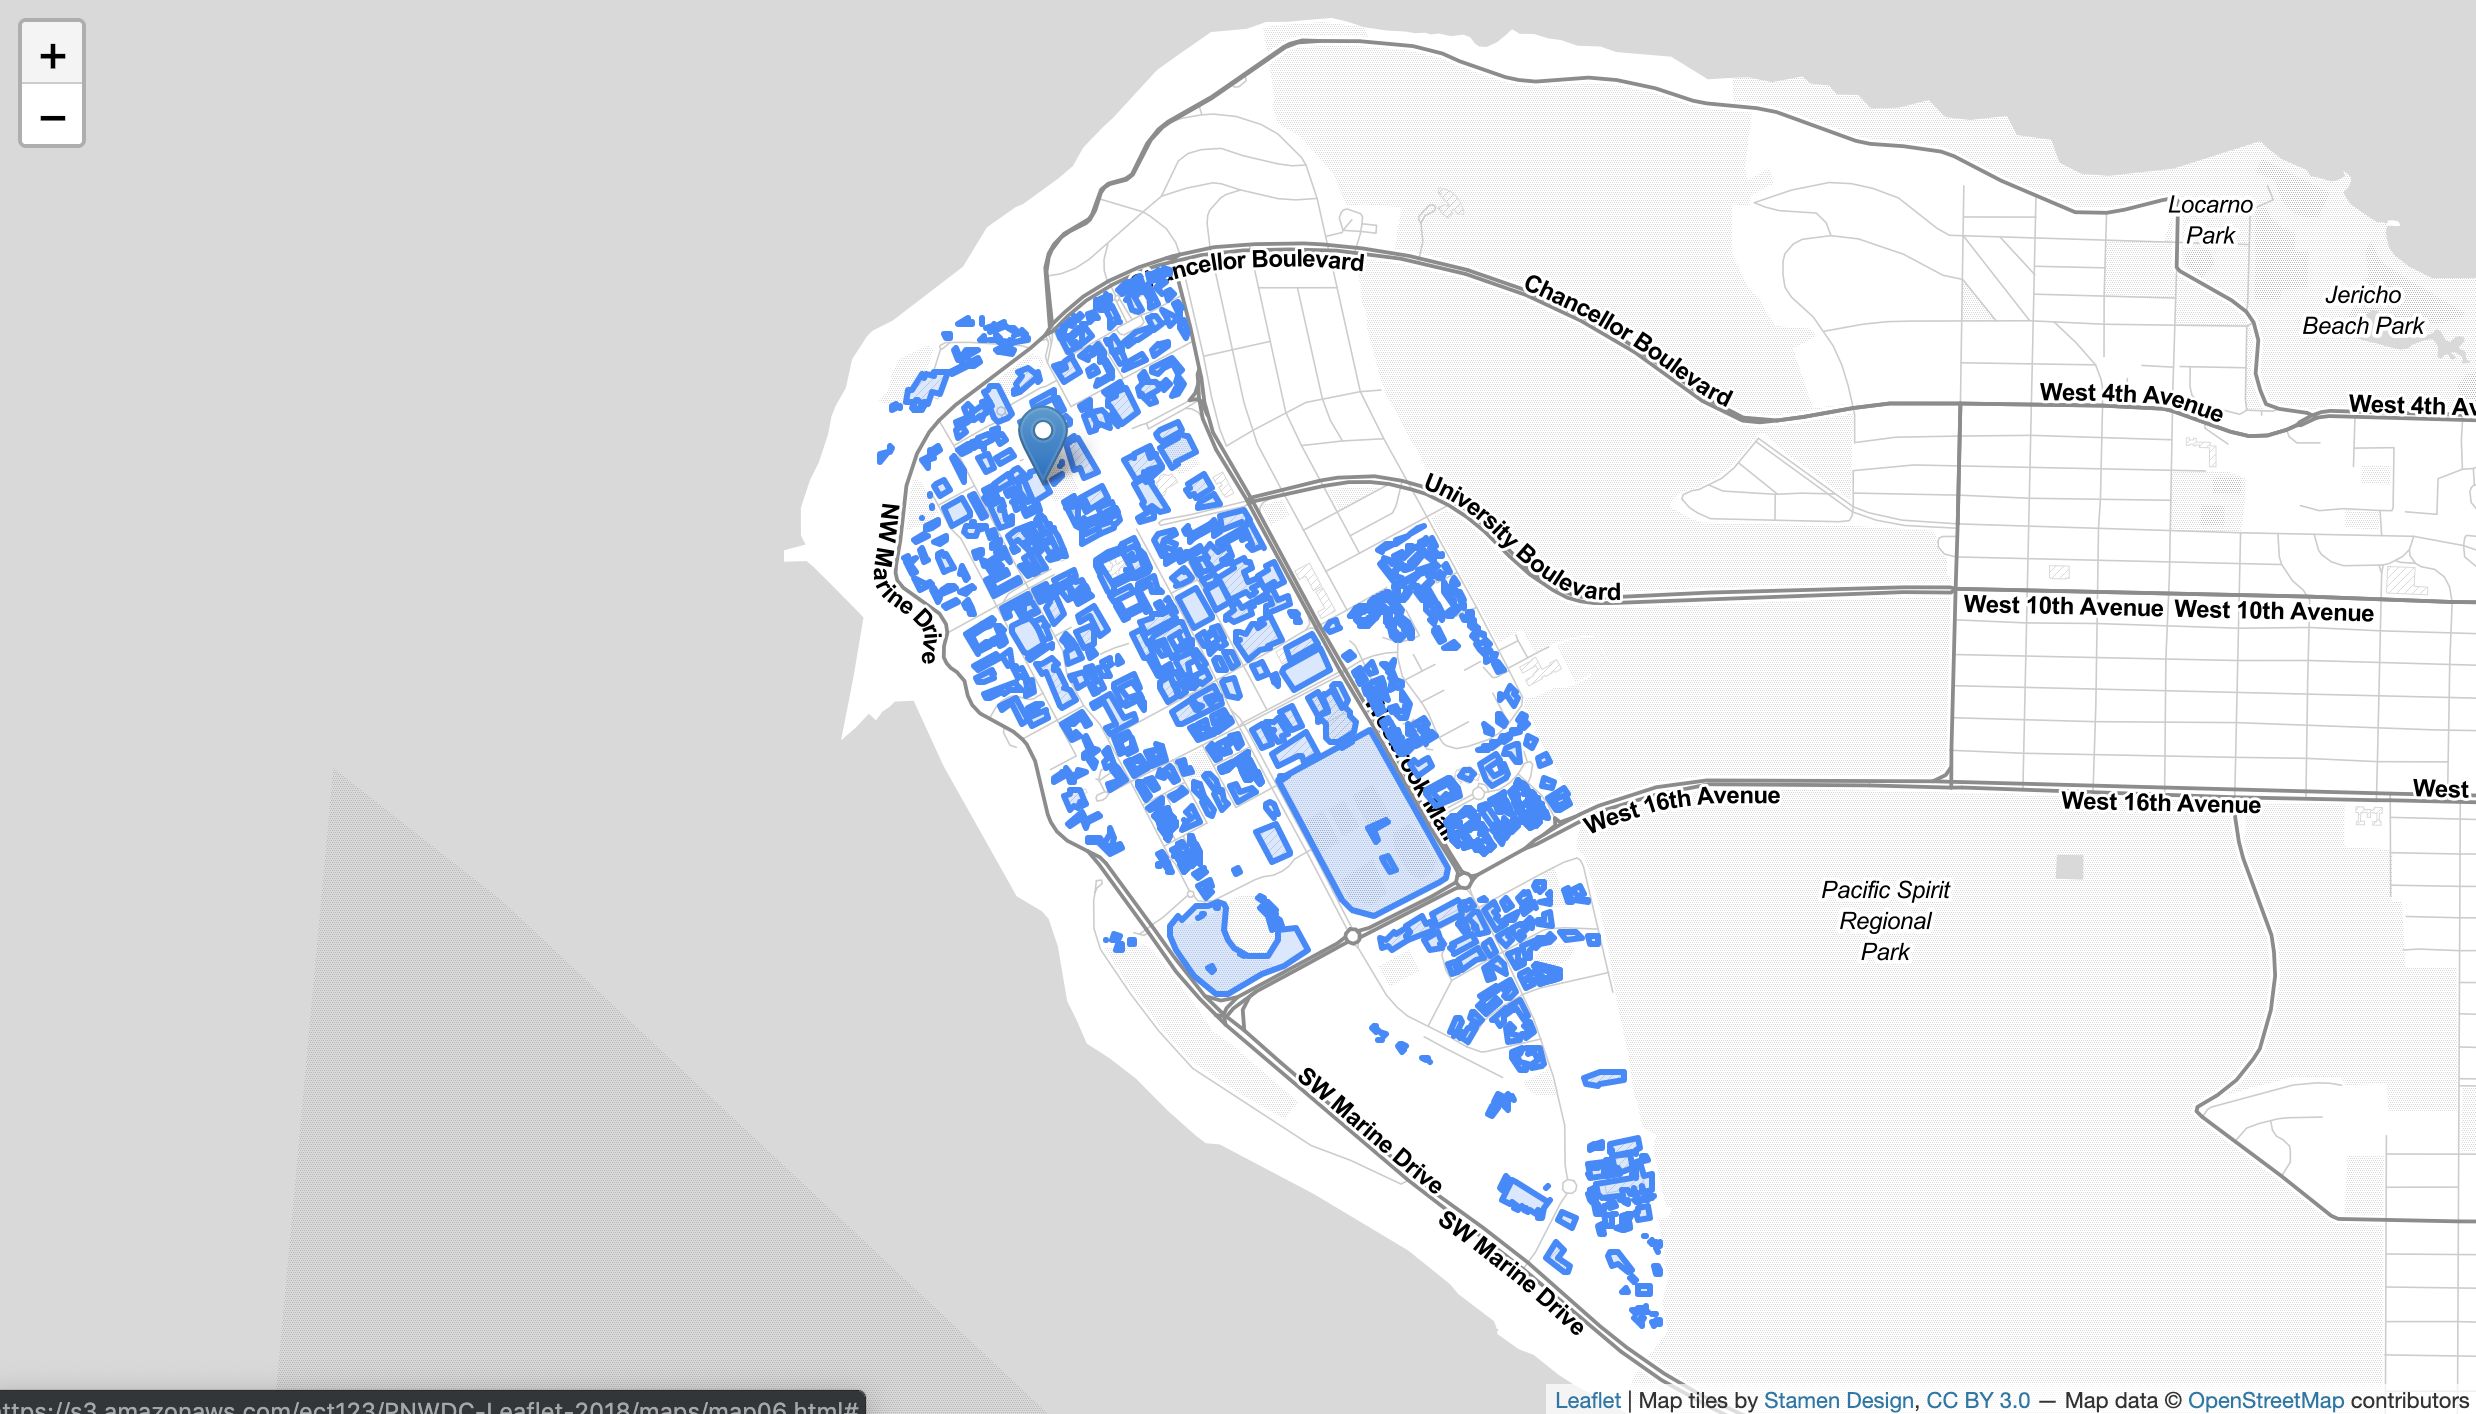 +
−
Chancellor Boulevard
Chancellor Boulevard
Locarno
Park
Jericho
Beach Park
West 4th Avenue
West 4th Av
University Boulevard
NW Marine Drive
West 10th Avenue
West 10th Avenue
West 16th Avenue
West 16th Avenue
West
Pacific Spirit
Regional
Park
SW Marine Drive
SW Marine Drive
ttps://s3.amazonaws.com/ect123/PNWDC-Leaflet-2018/maps/map06.html#
Leaflet | Map tiles by Stamen Design, CC BY 3.0 — Map data © OpenStreetMap contributors